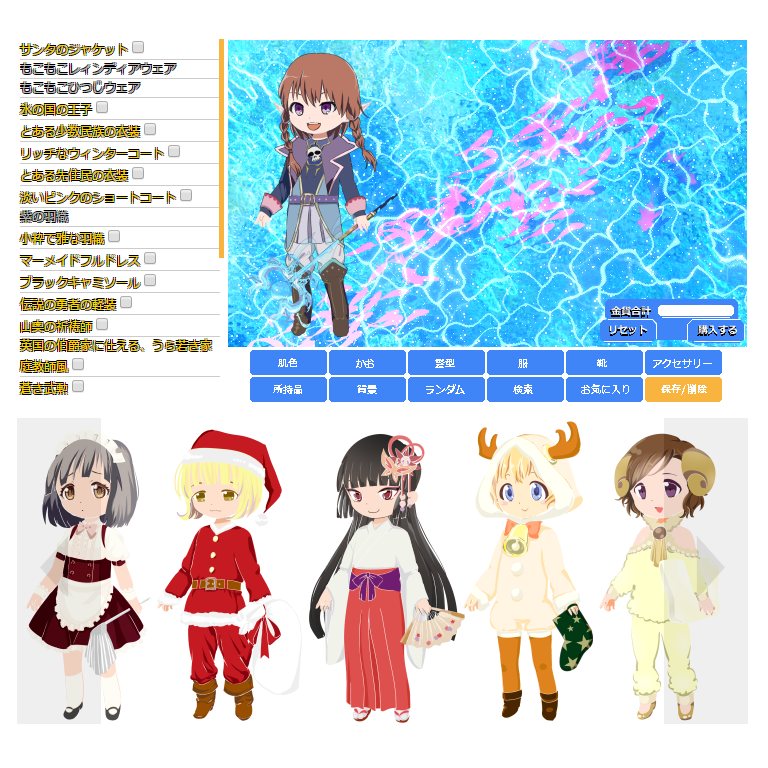 サンタのジャケット
もこもこレィンディアウェア
もこもこひつじウェア
氷の国の王子
とある少数民族の衣装
リッチなウィンターコート
とある先住民の衣装
淡いピンクのショートコート
紫の羽織
小粋で雅な羽織
マーメイドフルドレス
ブラックキャミソール
伝説の勇者の軽装
山奥の祈祷師
英国の伯爵家に仕える、うら若き家
庭教師風
蒼き武勲
金貨合計
リセット
購入する
肌色
かお
髪型
服
靴
アクセサリー
所持品
背景
ランダム
検索
お気に入り
保存/削除